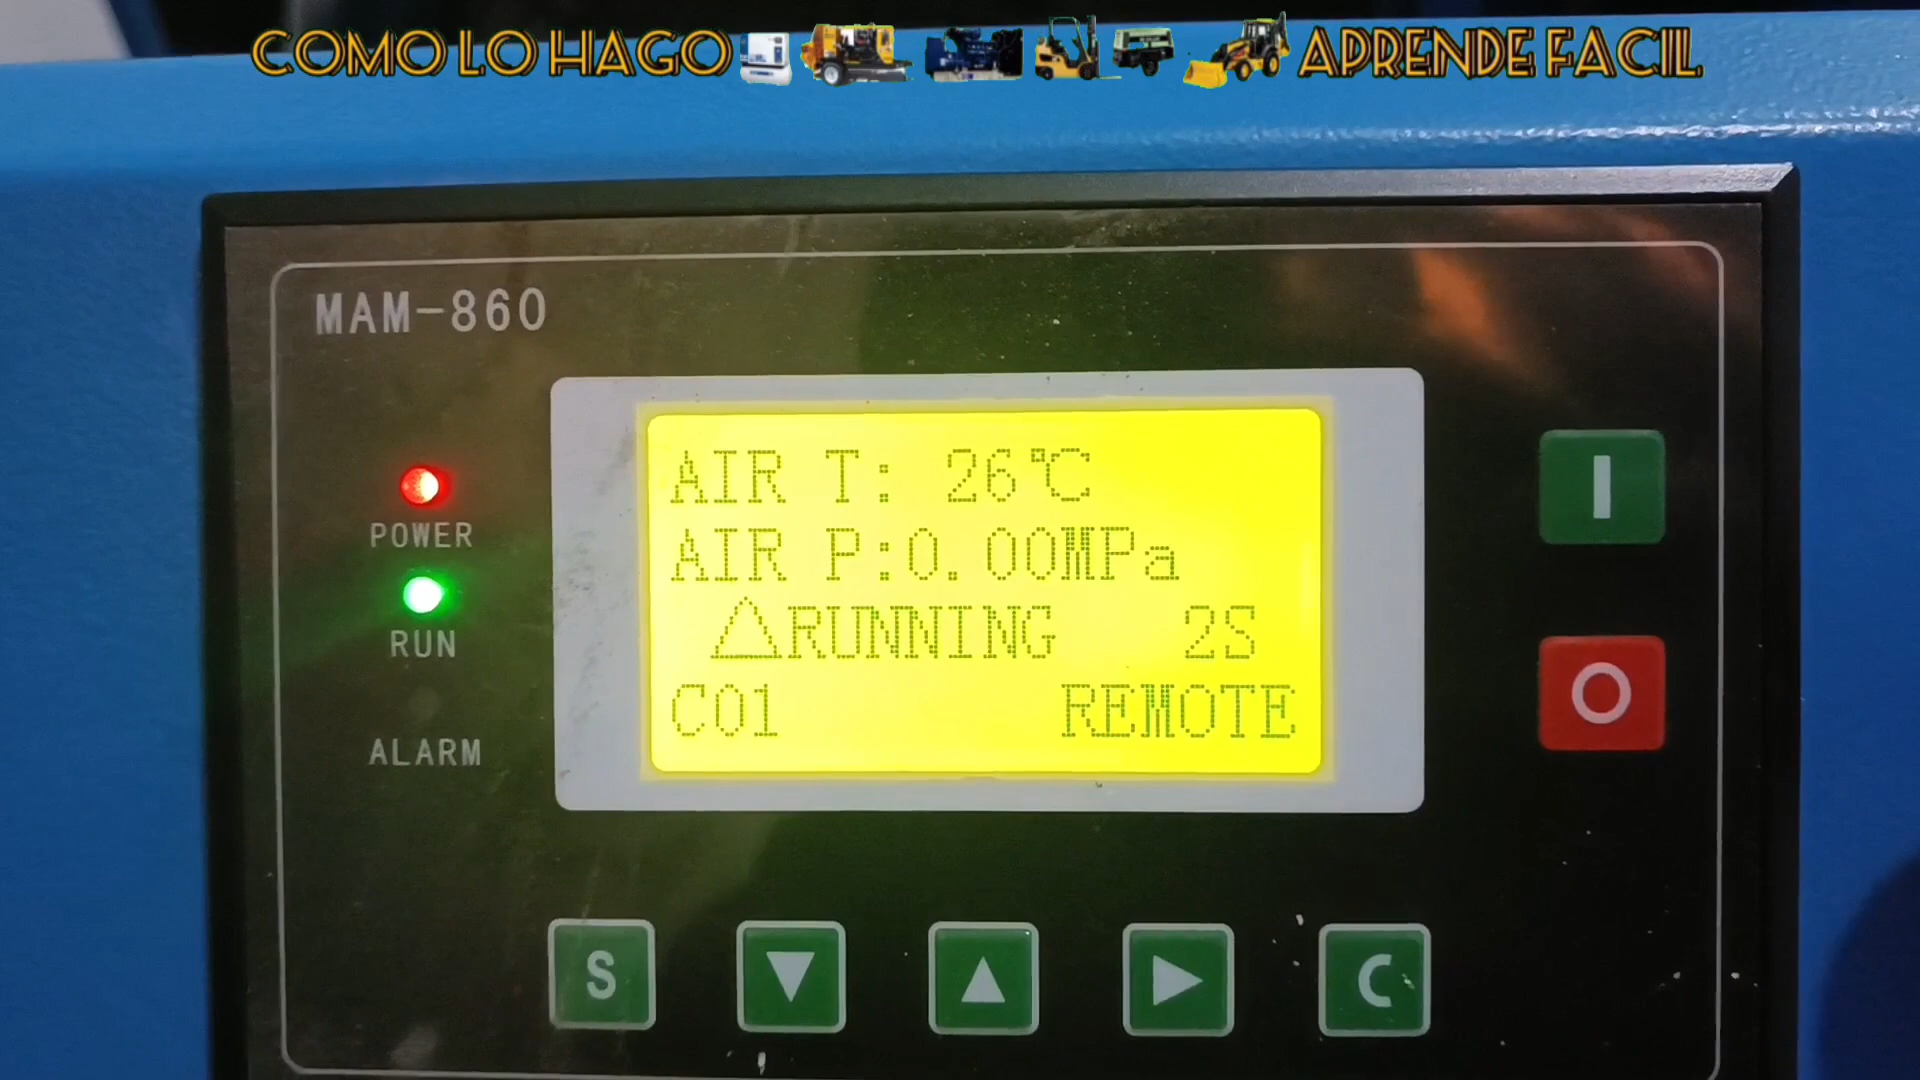 COMO LO HAGO APRENDE FACIL
MAM-860
AIR T: 26℃
AIR P:0.00MPa
△RUNNING 2S
C01 REMOTE
POWER
RUN
ALARM
I
O
S
C